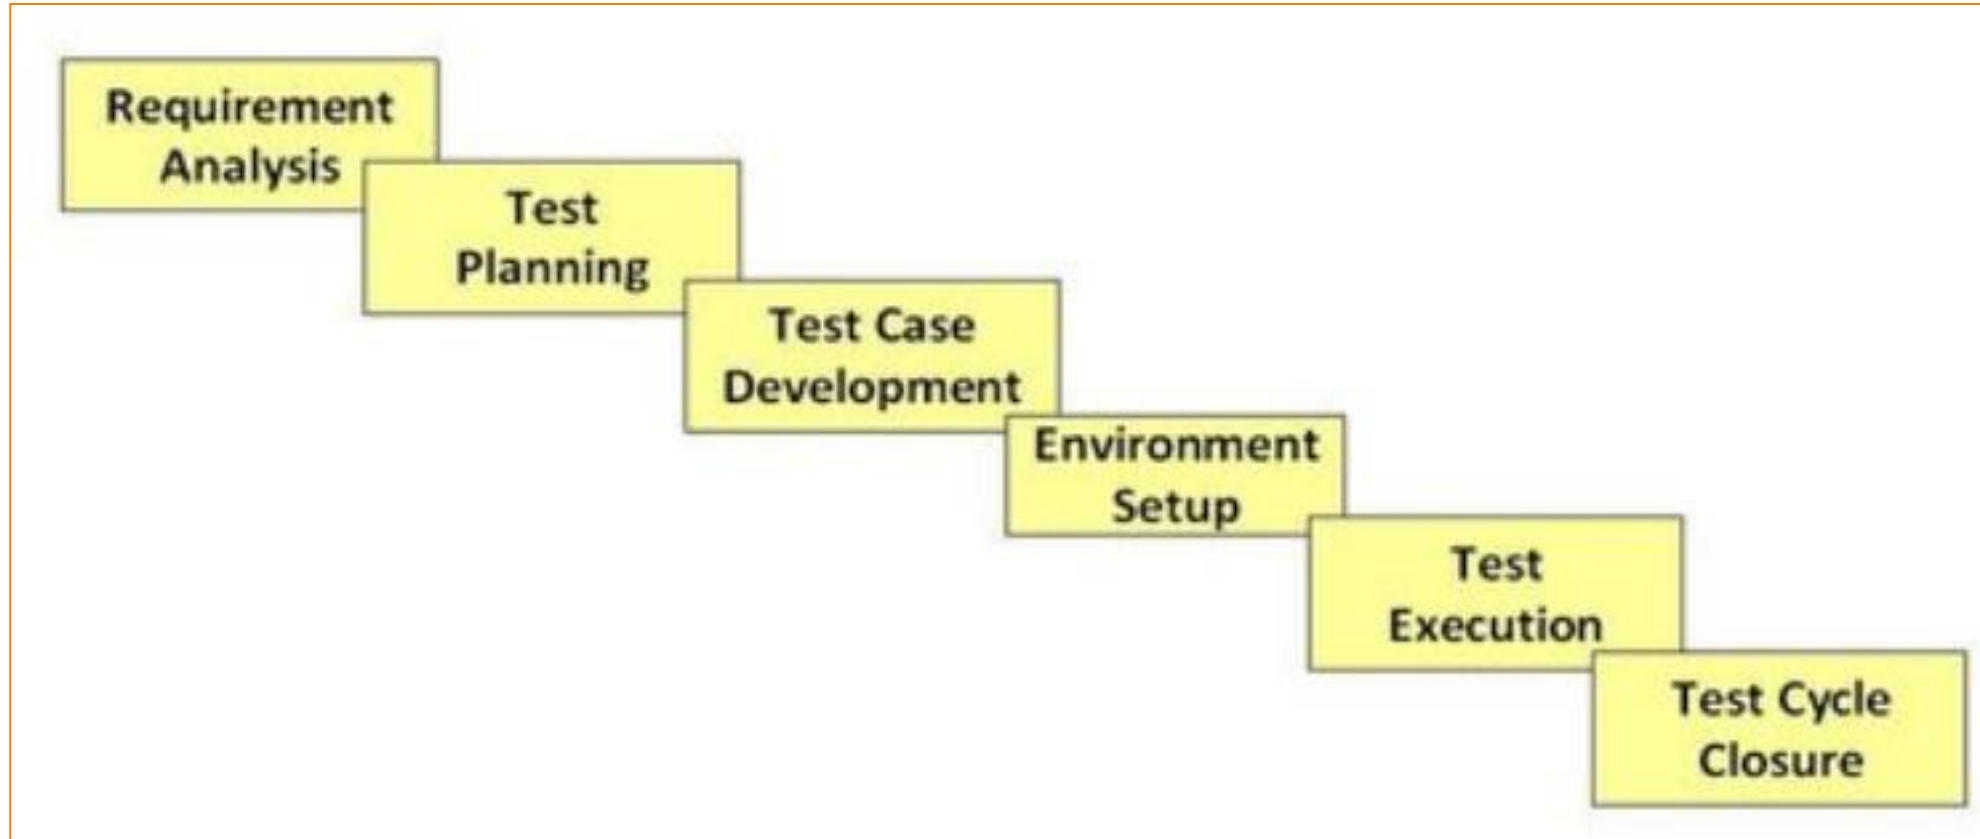 Requirement
Analysis
Test
Planning
Test Case
Development
Environment
Setup
Test
Execution
Test Cycle
Closure